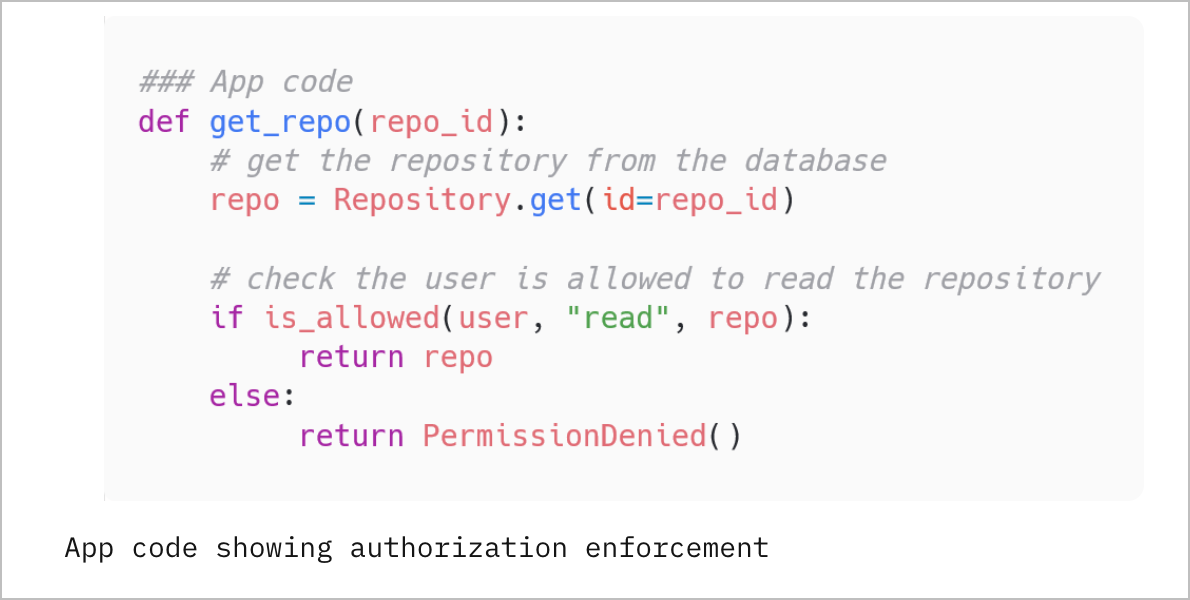 ### App code
def get_repo(repo_id):
    # get the repository from the database
    repo = Repository.get(id=repo_id)

    # check the user is allowed to read the repository
    if is_allowed(user, "read", repo):
         return repo
    else:
         return PermissionDenied()
App code showing authorization enforcement